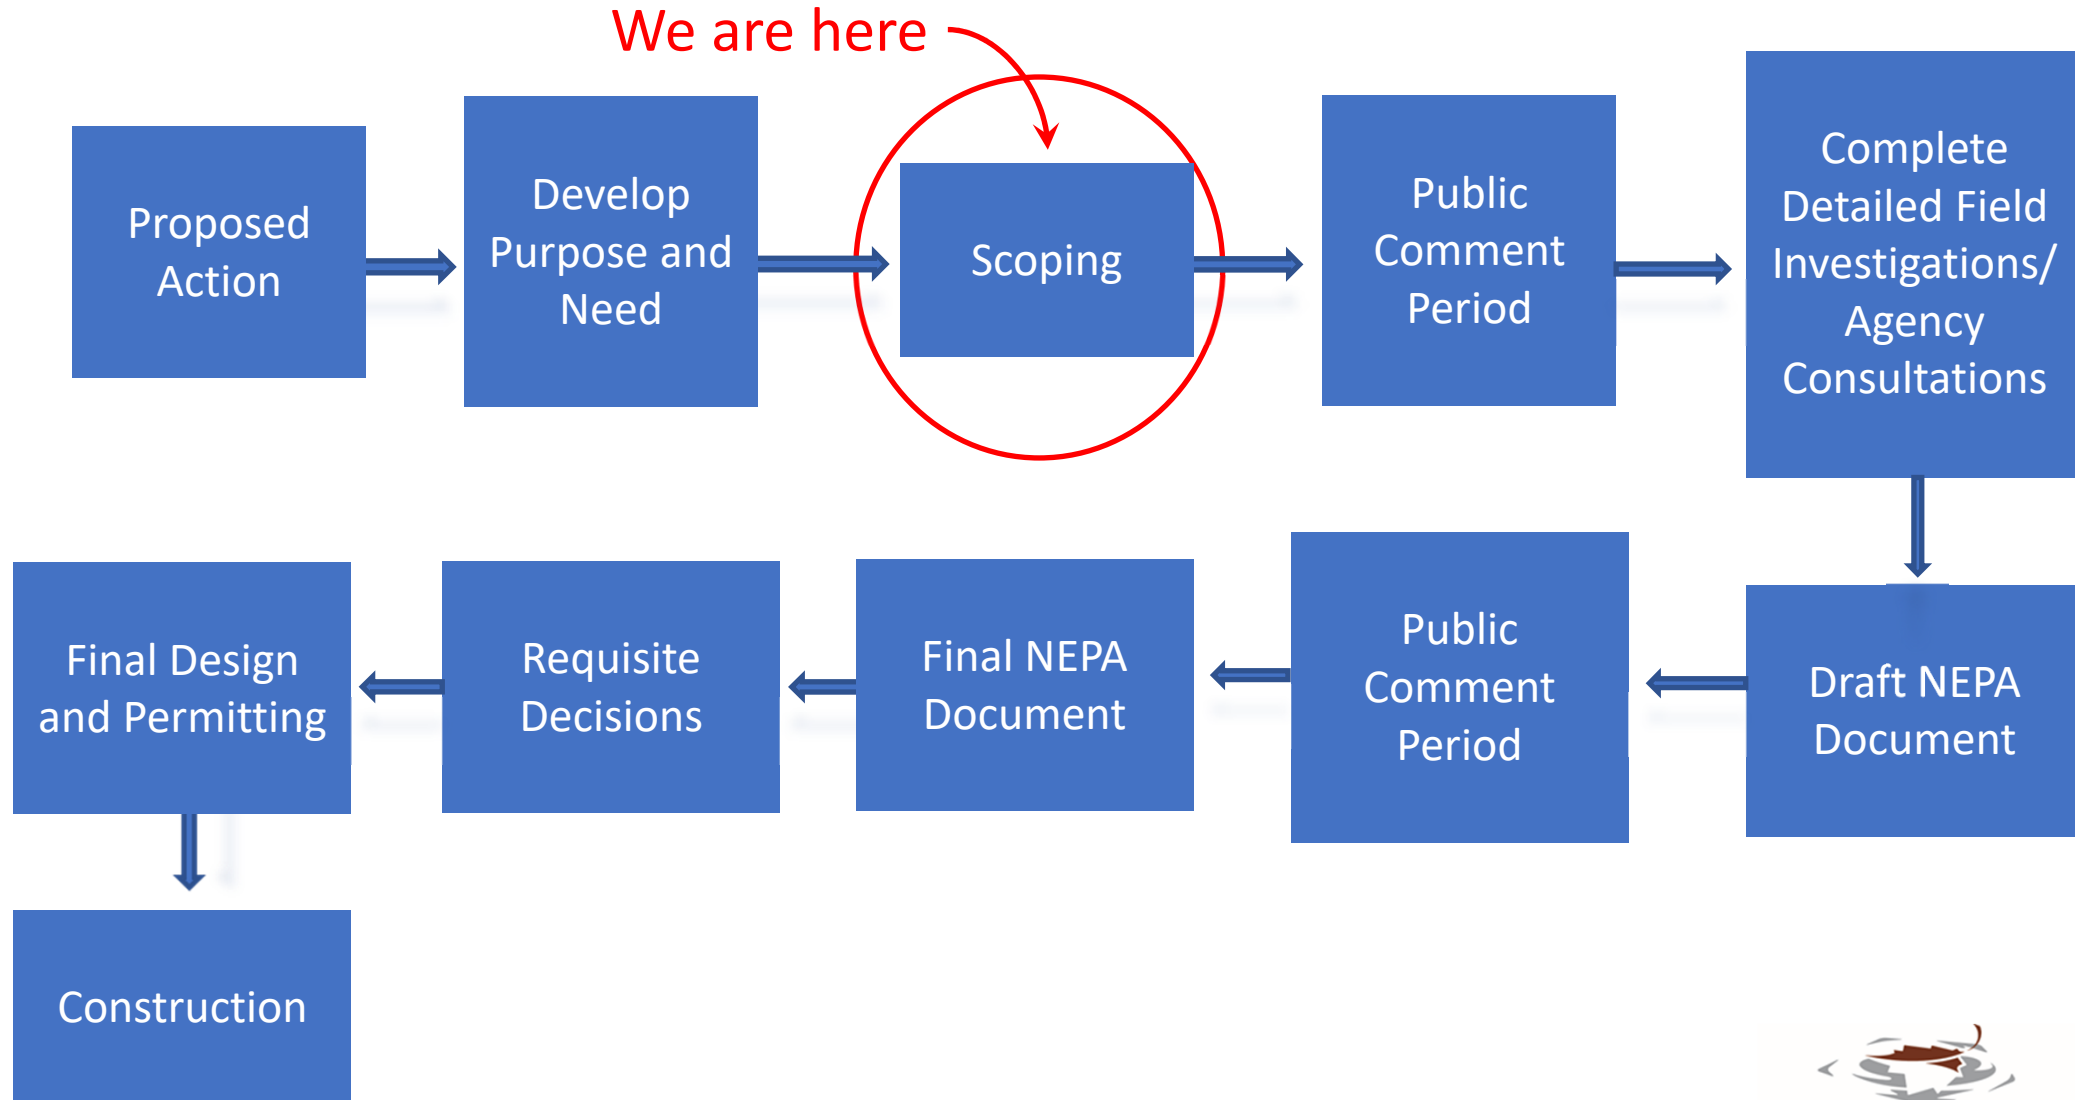 We are here
Proposed
Action
Develop
Purpose and
Need
Scoping
Public
Comment
Period
Complete
Detailed Field
Investigations/
Agency
Consultations
Draft NEPA
Document
Public
Comment
Period
Final NEPA
Document
Requisite
Decisions
Final Design
and Permitting
Construction